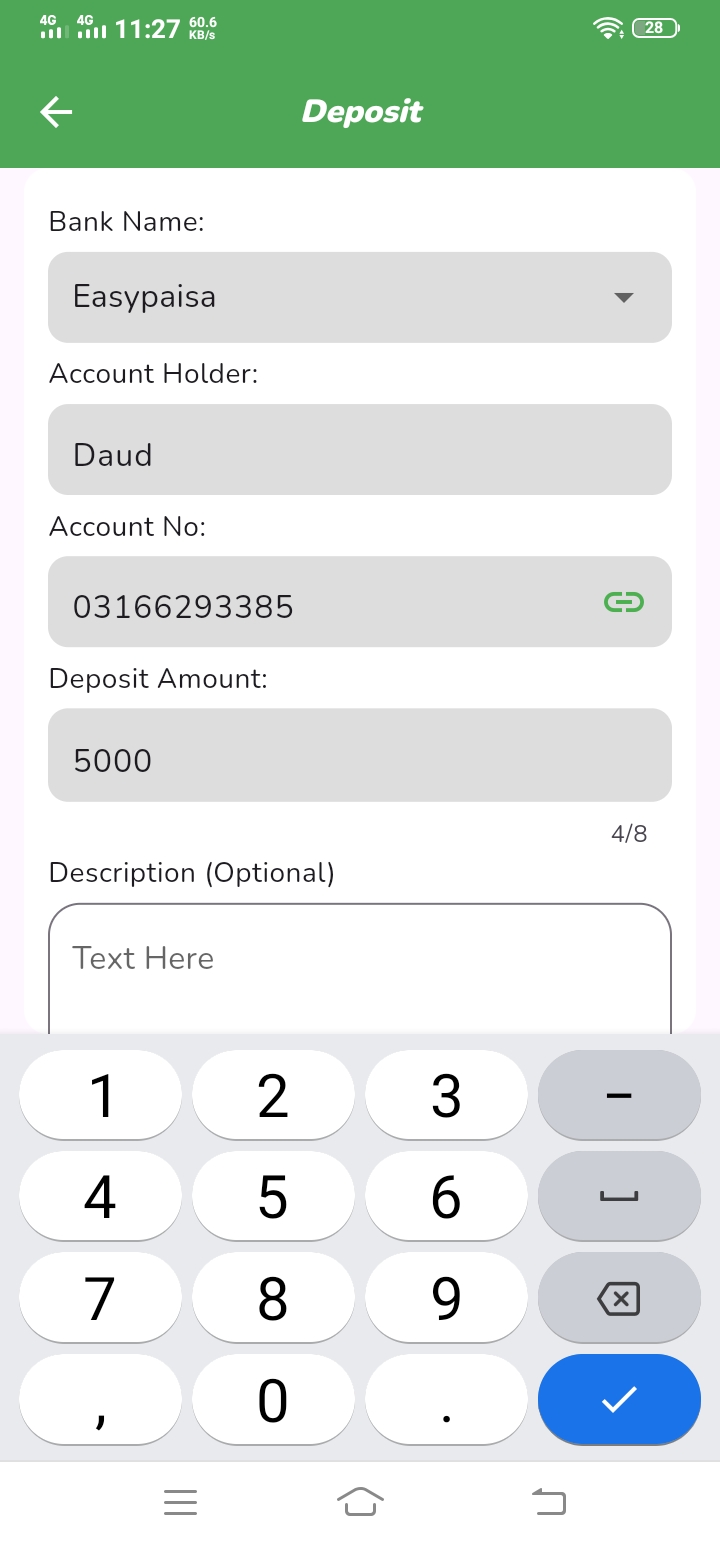 4G 4G 11:27 60.6 KB/s 28
Deposit
Bank Name:
Easypaisa
Account Holder:
Daud
Account No:
03166293385
Deposit Amount:
5000
4/8
Description (Optional)
Text Here
1 2 3 -
4 5 6
7 8 9
, 0 .